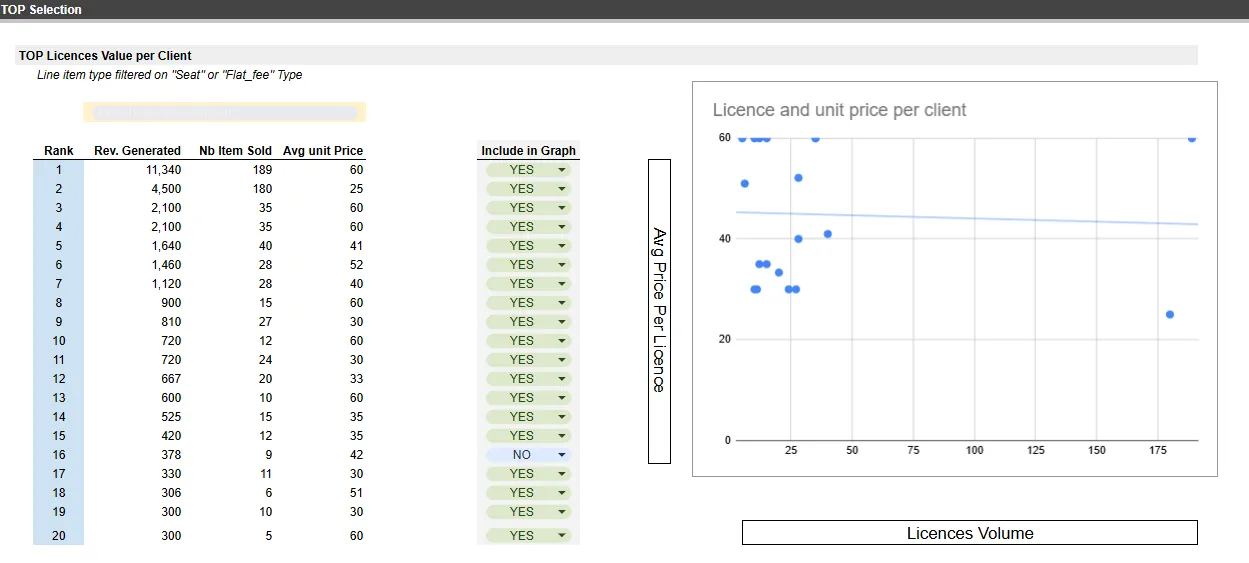 TOP Selection
TOP Licences Value per Client
Line item type filtered on "Seat" or "Flat_fee" Type
Rank Rev. Generated Nb Item Sold Avg unit Price Include in Graph
1 11,340 189 60 YES
2 4,500 180 25 YES
3 2,100 35 60 YES
4 2,100 35 60 YES
5 1,640 40 41 YES
6 1,460 28 52 YES
7 1,120 28 40 YES
8 900 15 60 YES
9 810 27 30 YES
10 720 12 60 YES
11 720 24 30 YES
12 667 20 33 YES
13 600 10 60 YES
14 525 15 35 YES
15 420 12 35 YES
16 378 9 42 NO
17 330 11 30 YES
18 306 6 51 YES
19 300 10 30 YES
20 300 5 60 YES
Avg Price Per Licence
Licence and unit price per client
60
40
20
0
25 50 75 100 125 150 175
Licences Volume